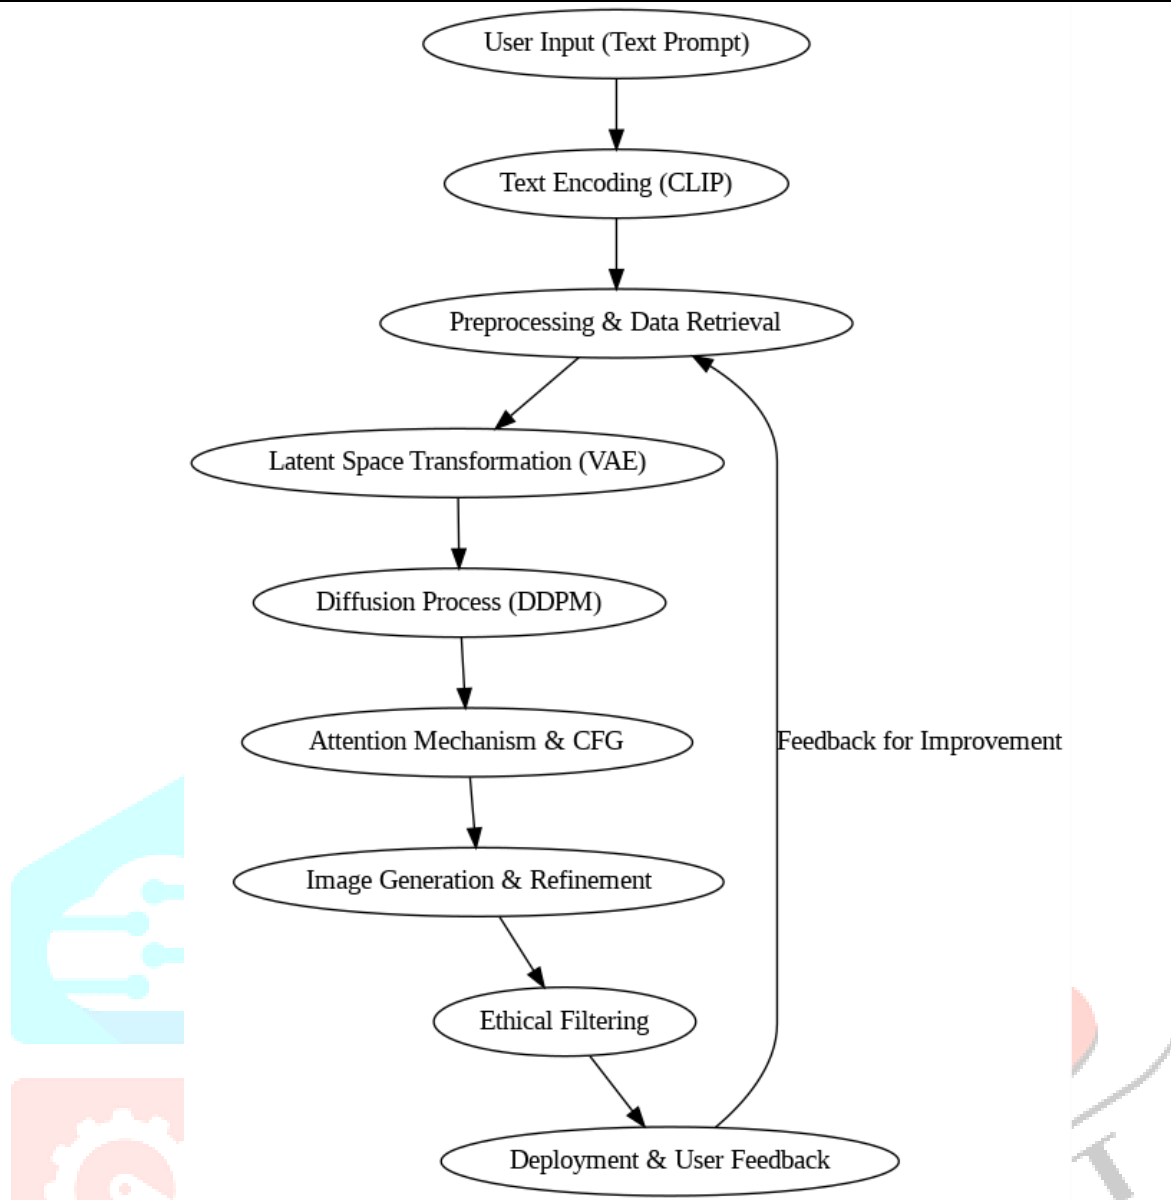 User Input (Text Prompt)
Text Encoding (CLIP)
Preprocessing & Data Retrieval
Latent Space Transformation (VAE)
Diffusion Process (DDPM)
Attention Mechanism & CFG
Feedback for Improvement
Image Generation & Refinement
Ethical Filtering
Deployment & User Feedback